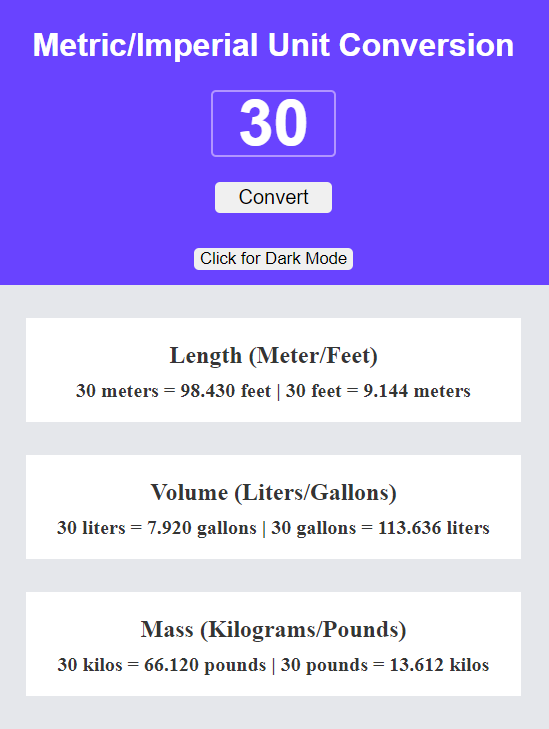 Metric/Imperial Unit Conversion
30
Convert
Click for Dark Mode
Length (Meter/Feet)
30 meters = 98.430 feet | 30 feet = 9.144 meters
Volume (Liters/Gallons)
30 liters = 7.920 gallons | 30 gallons = 113.636 liters
Mass (Kilograms/Pounds)
30 kilos = 66.120 pounds | 30 pounds = 13.612 kilos